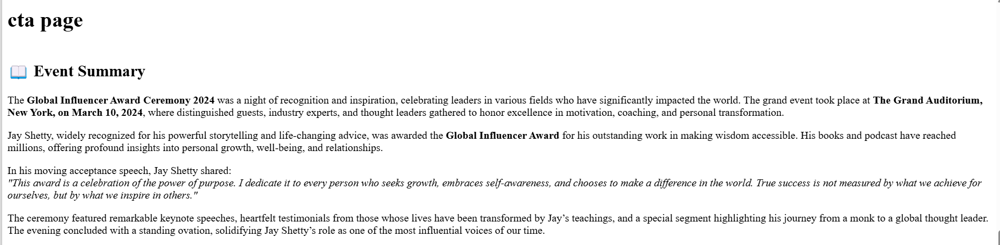 cta page
📖 Event Summary
The Global Influencer Award Ceremony 2024 was a night of recognition and inspiration, celebrating leaders in various fields who have significantly impacted the world. The grand event took place at The Grand Auditorium,
New York, on March 10, 2024, where distinguished guests, industry experts, and thought leaders gathered to honor excellence in motivation, coaching, and personal transformation.
Jay Shetty, widely recognized for his powerful storytelling and life-changing advice, was awarded the Global Influencer Award for his outstanding work in making wisdom accessible. His books and podcast have reached
millions, offering profound insights into personal growth, well-being, and relationships.
In his moving acceptance speech, Jay Shetty shared:
"This award is a celebration of the power of purpose. I dedicate it to every person who seeks growth, embraces self-awareness, and chooses to make a difference in the world. True success is not measured by what we achieve for
ourselves, but by what we inspire in others."
The ceremony featured remarkable keynote speeches, heartfelt testimonials from those whose lives have been transformed by Jay’s teachings, and a special segment highlighting his journey from a monk to a global thought leader.
The evening concluded with a standing ovation, solidifying Jay Shetty’s role as one of the most influential voices of our time.